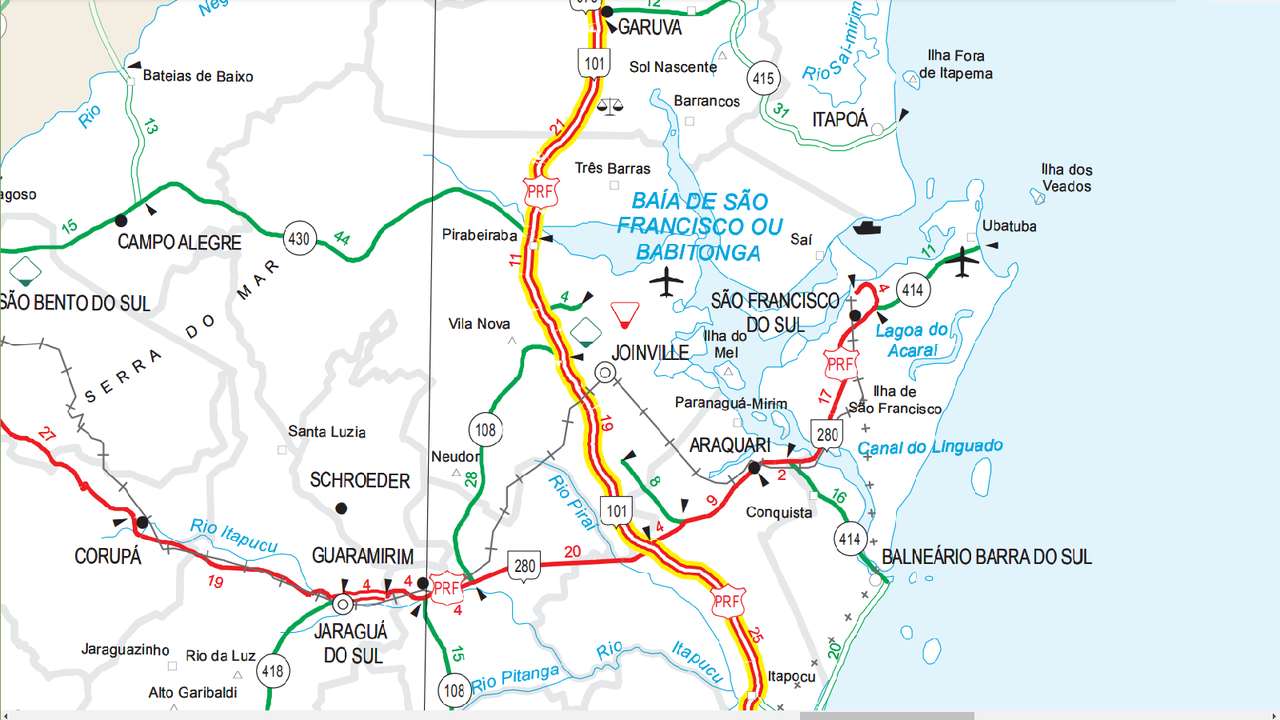 Neg
12
GARUVA
101
Sol Nascente
Rio Saí-mirim
Ilha Fora
de Itapema
Bateias de Baixo
415
Barrancos
Rio
13
21
31
ITAPOÁ
Três Barras
PRF
Ilha dos
Veados
agoso
BAÍA DE SÃO
FRANCISCO OU
BABITONGA
15
CAMPO ALEGRE
430
44
Pirabeiraba
Saí
Ubatuba
11
11
SÃO BENTO DO SUL
SERRA DO MAR
4
4
414
SÃO FRANCISCO
DO SUL
Vila Nova
JOINVILLE
Ilha do
Mel
Lagoa do
Acaraí
PRF
17
Ilha de
São Francisco
Paranaguá-Mirim
108
19
27
Santa Luzia
Neudor
ARAQUARI
280
Canal do Linguado
2
SCHROEDER
28
8
9
16
Rio Piraí
Conquista
101
Rio Itapucu
4
414
CORUPÁ
GUARAMIRIM
20
280
BALNEÁRIO BARRA DO SUL
19
4
4
PRF
4
PRF
JARAGUÁ
DO SUL
25
Jaraguazinho
Rio da Luz
418
15
Rio
Itapucu
20
Alto Garibaldi
108
Rio Pitanga
Itapocu